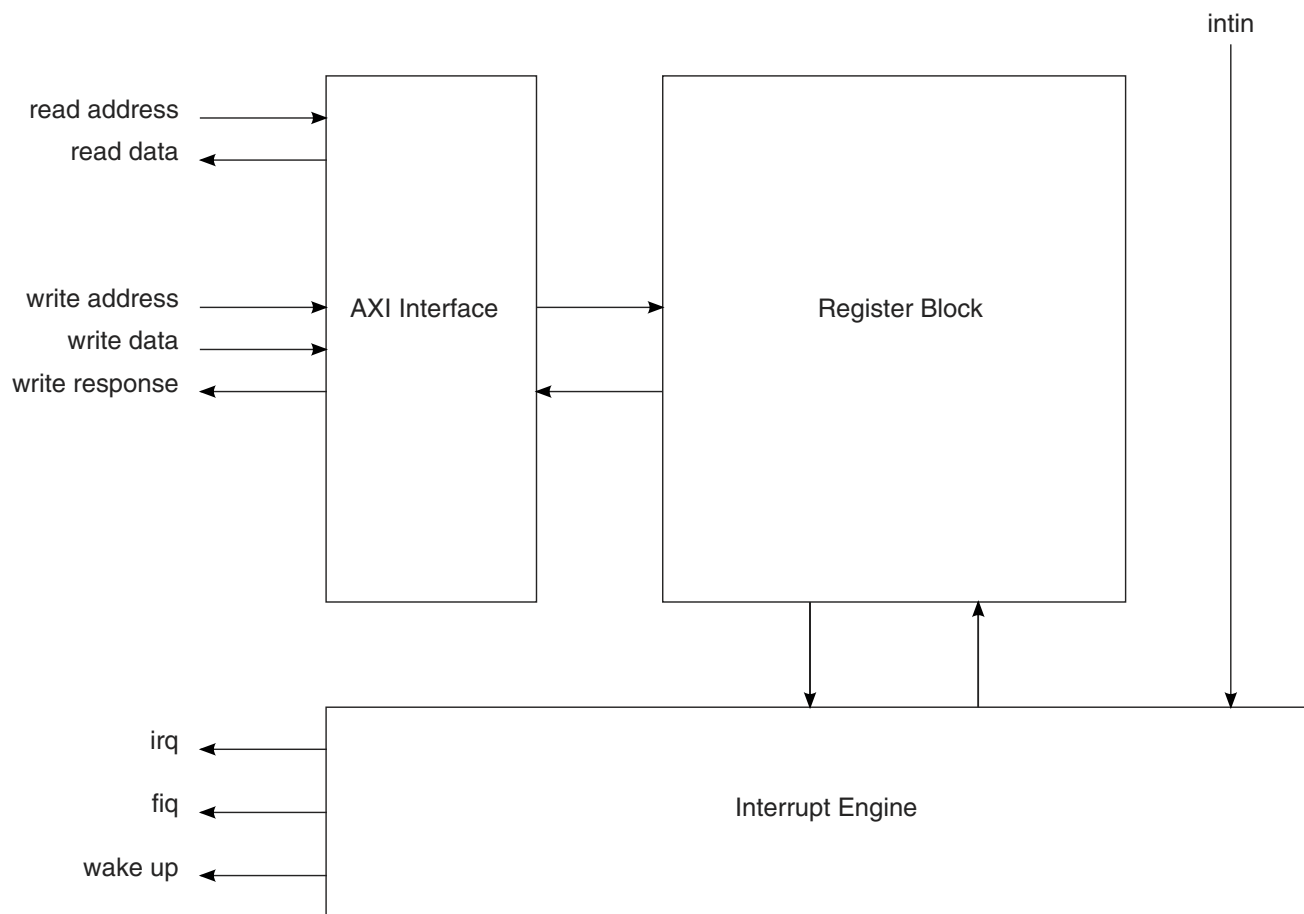 intin
read address
read data
write address
AXI Interface
Register Block
write data
write response
irq
fiq
Interrupt Engine
wake up